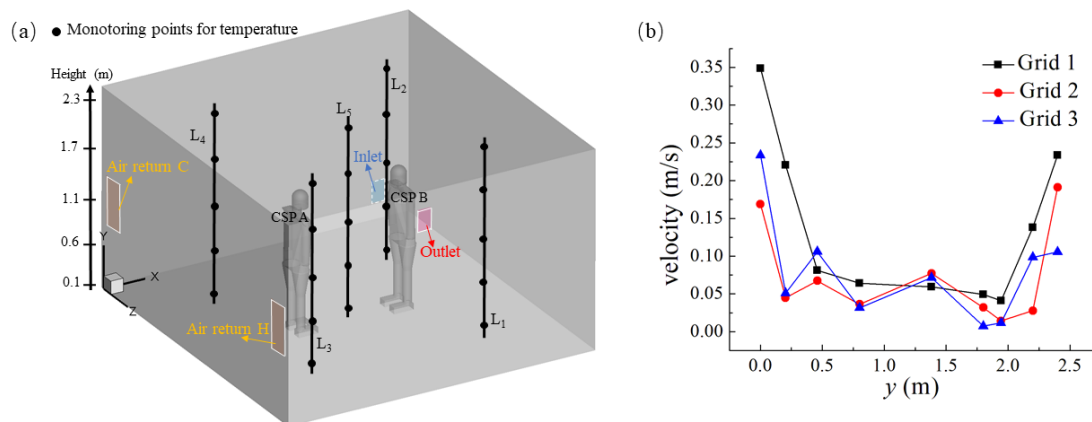 (a)
● Monotoring points for temperature
Height (m)
2.3
1.7
1.1
0.6
0.1
L4
L5
L2
Inlet
Air return C
CSP A
CSP B
Outlet
Y
X
Z
Air return H
L3
L1
(b)
Grid 1
Grid 2
Grid 3
velocity (m/s)
0.35
0.30
0.25
0.20
0.15
0.10
0.05
0.00
0.0 0.5 1.0 1.5 2.0 2.5
y (m)